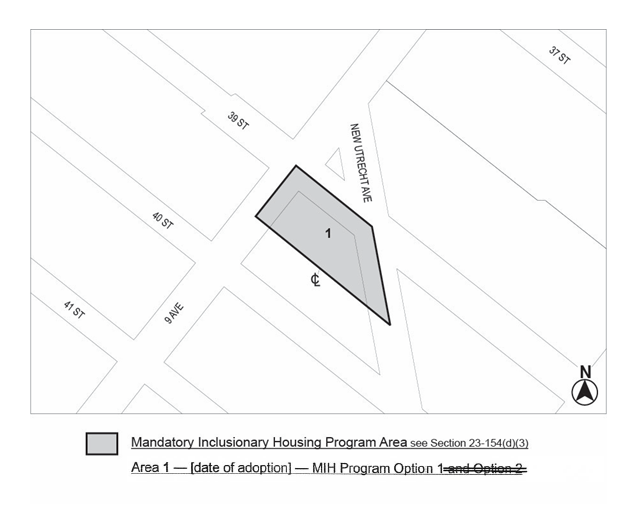 37 ST
39 ST
NEW UTRECHT AVE
1
40 ST
℄
41 ST
9 AVE
N
Mandatory Inclusionary Housing Program Area see Section 23-154(d)(3)
Area 1 — [date of adoption] — MIH Program Option 1 and Option 2